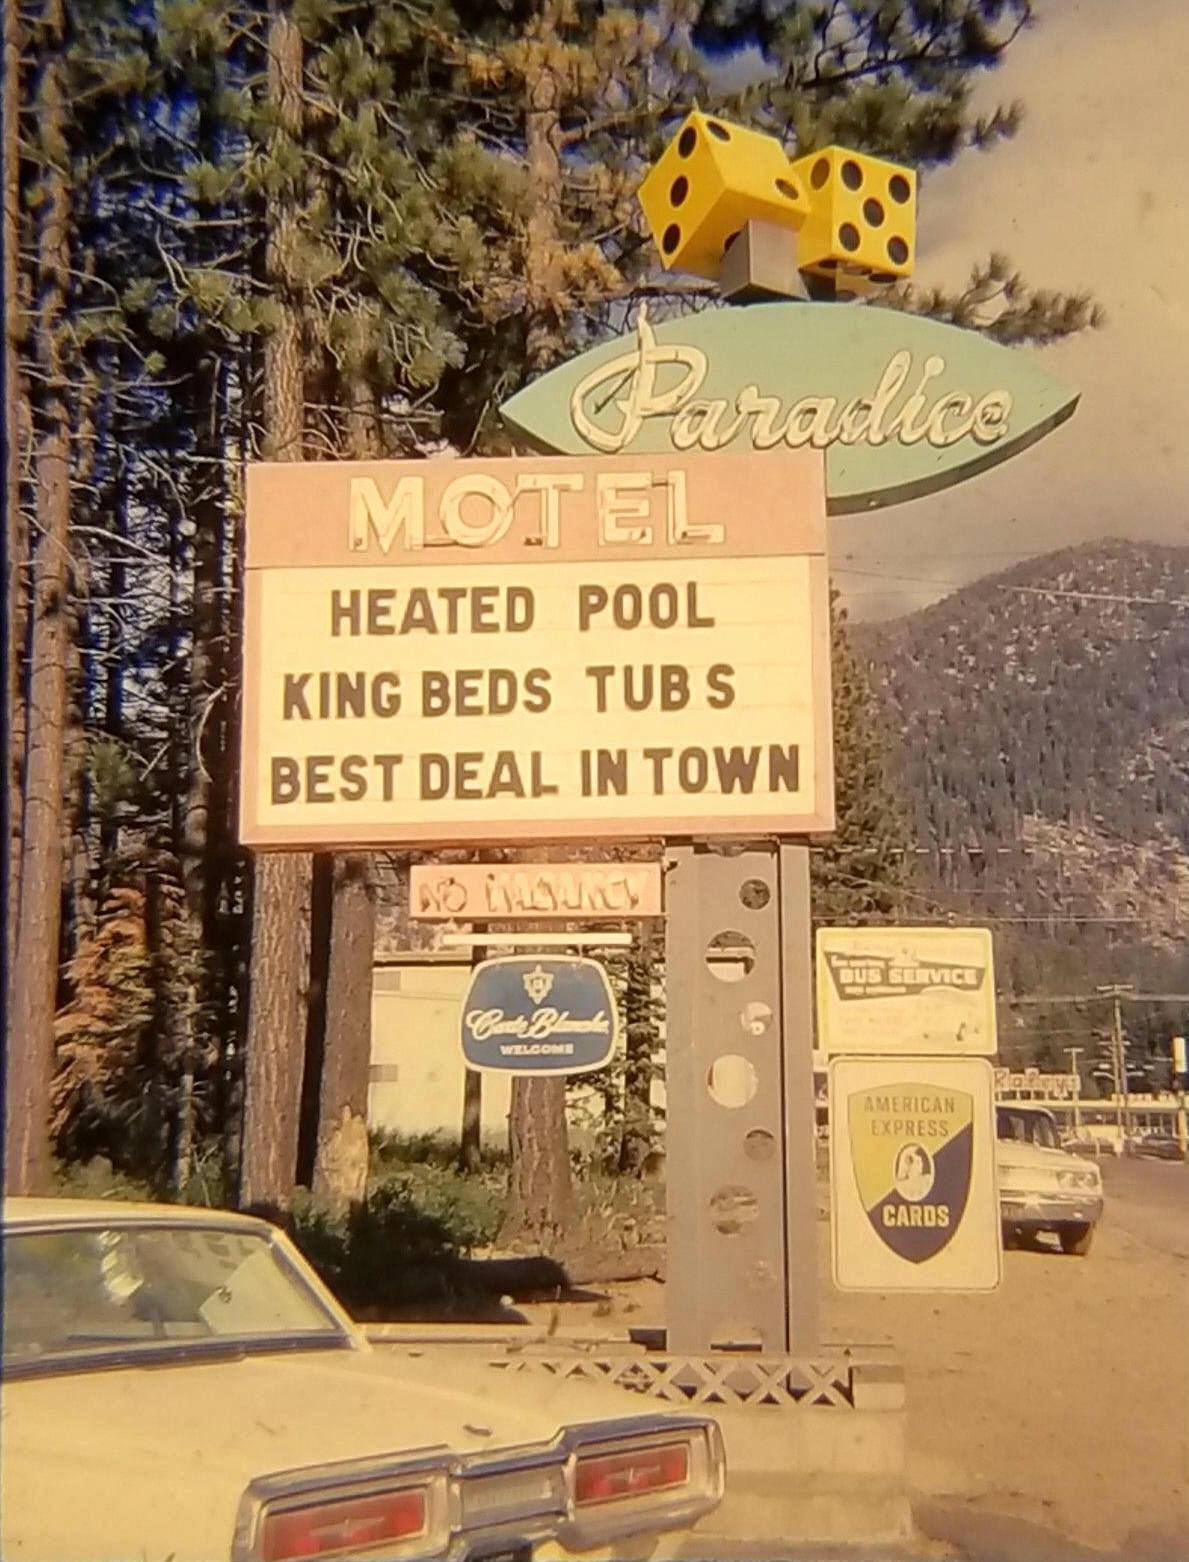 Paradice
MOTEL
HEATED POOL
KING BEDS TUBS
BEST DEAL IN TOWN
NO VACANCY
Carte Blanche
WELCOME
BUS SERVICE
AMERICAN
EXPRESS
CARDS